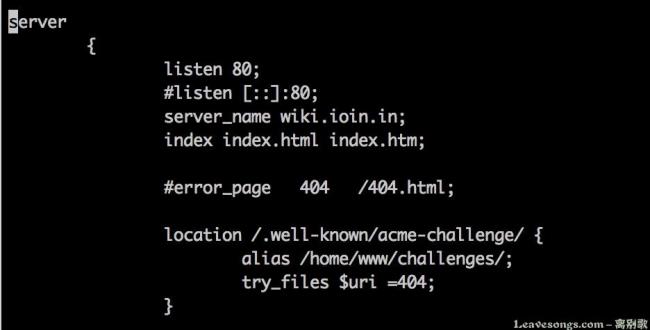 server
        {
                listen 80;
                #listen [::]:80;
                server_name wiki.ioin.in;
                index index.html index.htm;

                #error_page   404   /404.html;

                location /.well-known/acme-challenge/ {
                        alias /home/www/challenges/;
                        try_files $uri =404;
                }
Leavesongs.com - 离别歌